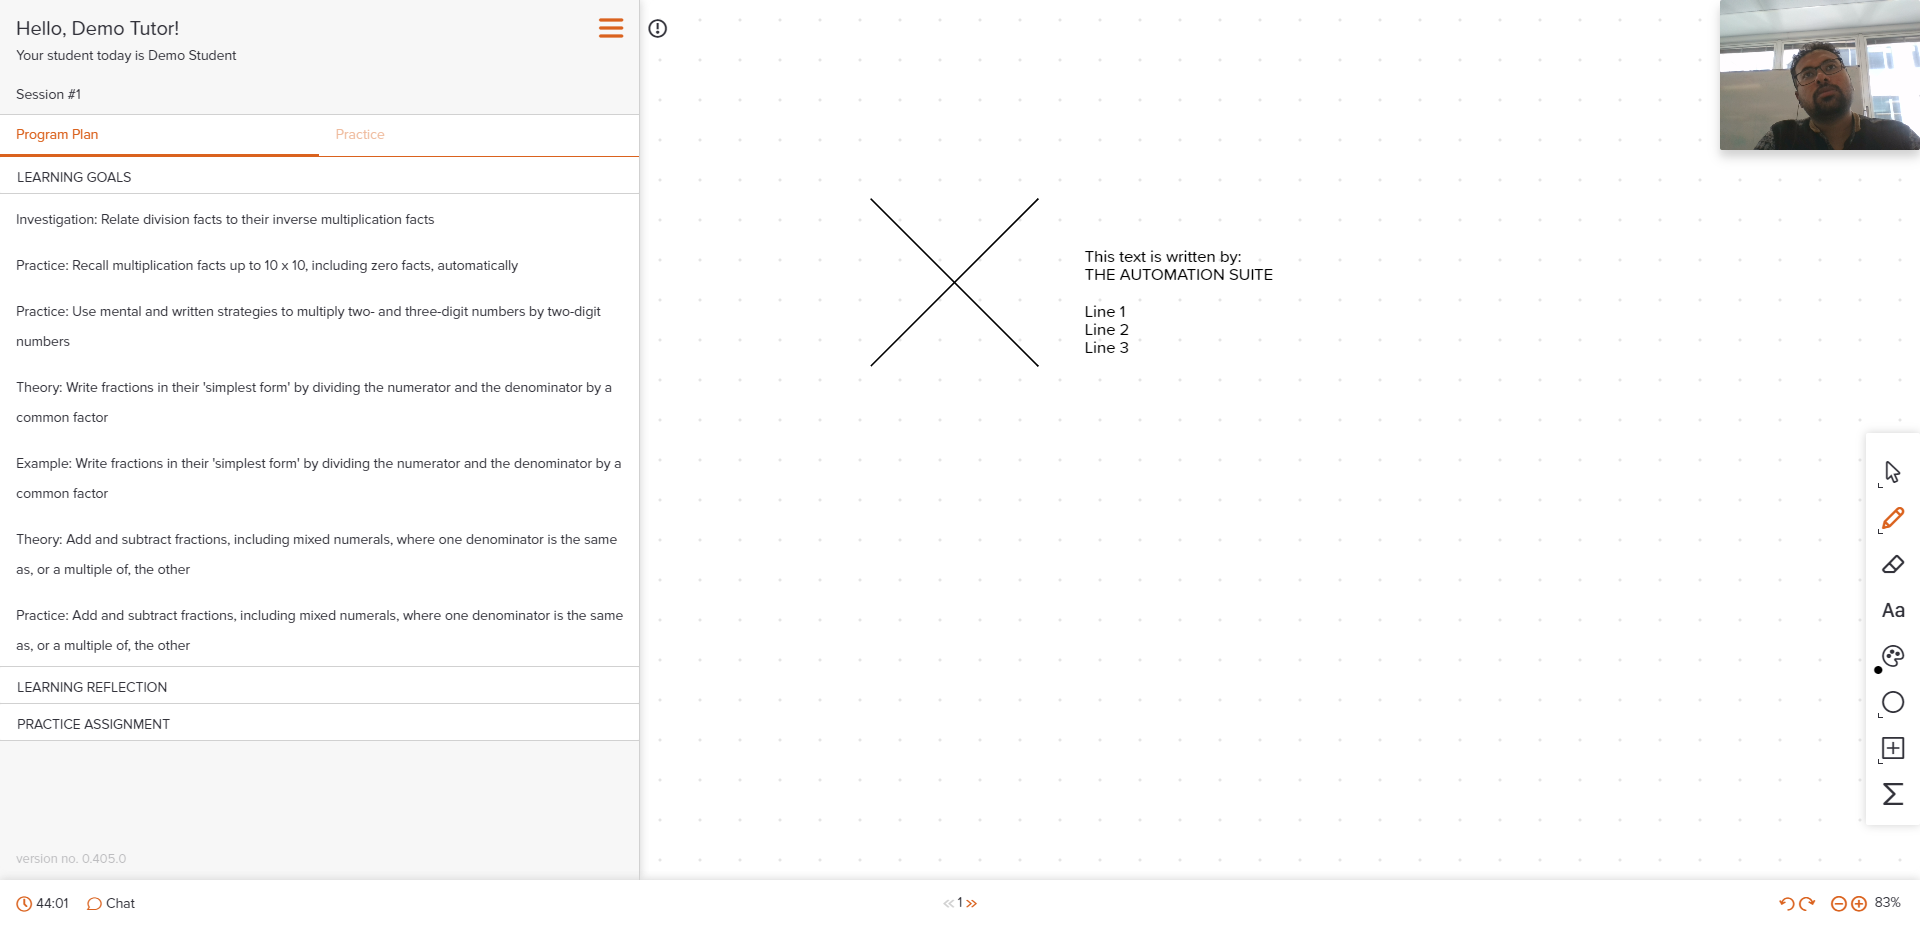 Hello, Demo Tutor!
Your student today is Demo Student
Session #1
Program Plan
Practice
LEARNING GOALS
Investigation: Relate division facts to their inverse multiplication facts
Practice: Recall multiplication facts up to 10 x 10, including zero facts, automatically
Practice: Use mental and written strategies to multiply two- and three-digit numbers by two-digit
numbers
Theory: Write fractions in their 'simplest form' by dividing the numerator and the denominator by a
common factor
Example: Write fractions in their 'simplest form' by dividing the numerator and the denominator by a
common factor
Theory: Add and subtract fractions, including mixed numerals, where one denominator is the same
as, or a multiple of, the other
Practice: Add and subtract fractions, including mixed numerals, where one denominator is the same
as, or a multiple of, the other
LEARNING REFLECTION
PRACTICE ASSIGNMENT
version no. 0.405.0
44:01
Chat
This text is written by:
THE AUTOMATION SUITE
Line 1
Line 2
Line 3
Aa
1
83%